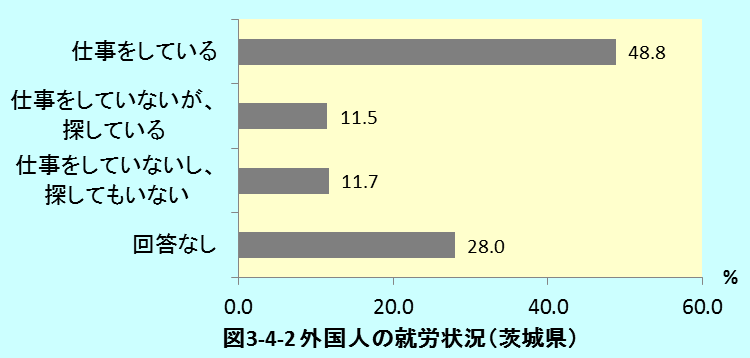 仕事をしている
48.8
仕事をしていないが、
探している
11.5
仕事をしていないし、
探してもいない
11.7
回答なし
28.0
%
0.0 20.0 40.0 60.0
図3-4-2 外国人の就労状況（茨城県）